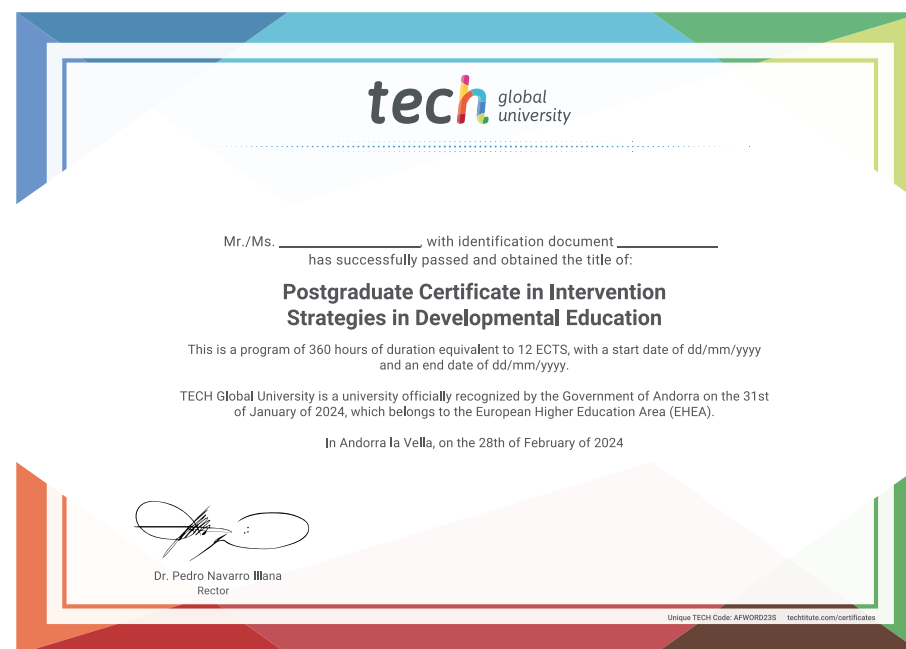 tech global
university
Mr./Ms. ____________, with identification document ____________
has successfully passed and obtained the title of:
Postgraduate Certificate in Intervention
Strategies in Developmental Education
This is a program of 360 hours of duration equivalent to 12 ECTS, with a start date of dd/mm/yyyy
and an end date of dd/mm/yyyy.
TECH Global University is a university officially recognized by the Government of Andorra on the 31st
of January of 2024, which belongs to the European Higher Education Area (EHEA).
In Andorra la Vella, on the 28th of February of 2024
Dr. Pedro Navarro Illana
Rector
Unique TECH Code: AFWORD23S techtitute.com/certificates